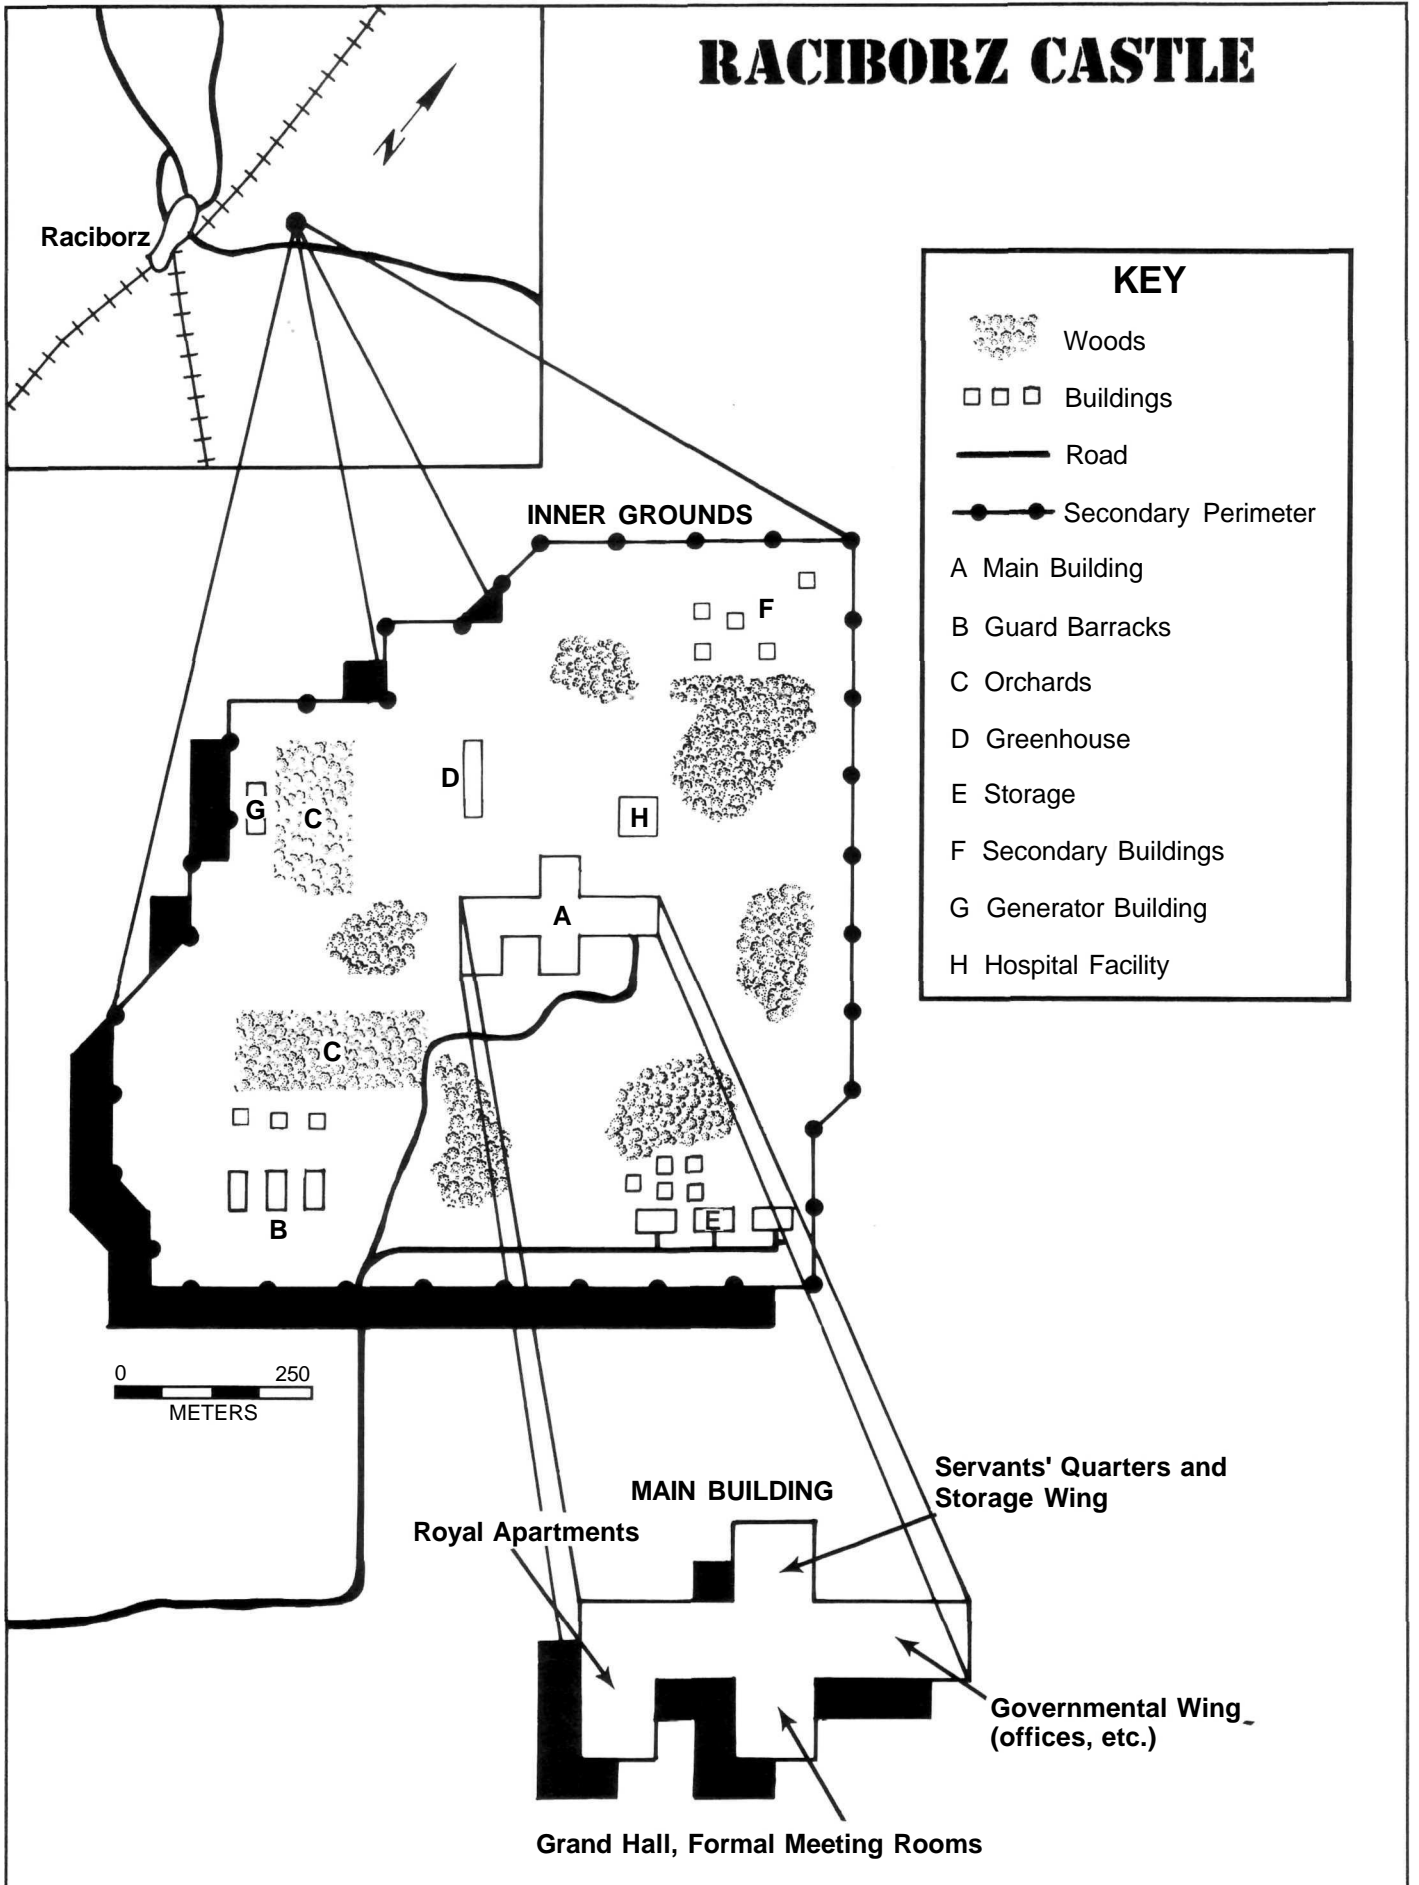 RACIBORZ CASTLE
N
Raciborz
KEY
Woods
Buildings
Road
Secondary Perimeter
A Main Building
B Guard Barracks
C Orchards
D Greenhouse
E Storage
F Secondary Buildings
G Generator Building
H Hospital Facility
INNER GROUNDS
F
D
G
C
H
A
C
B
E
0 250
METERS
MAIN BUILDING
Servants' Quarters and
Storage Wing
Royal Apartments
Governmental Wing
(offices, etc.)
Grand Hall, Formal Meeting Rooms